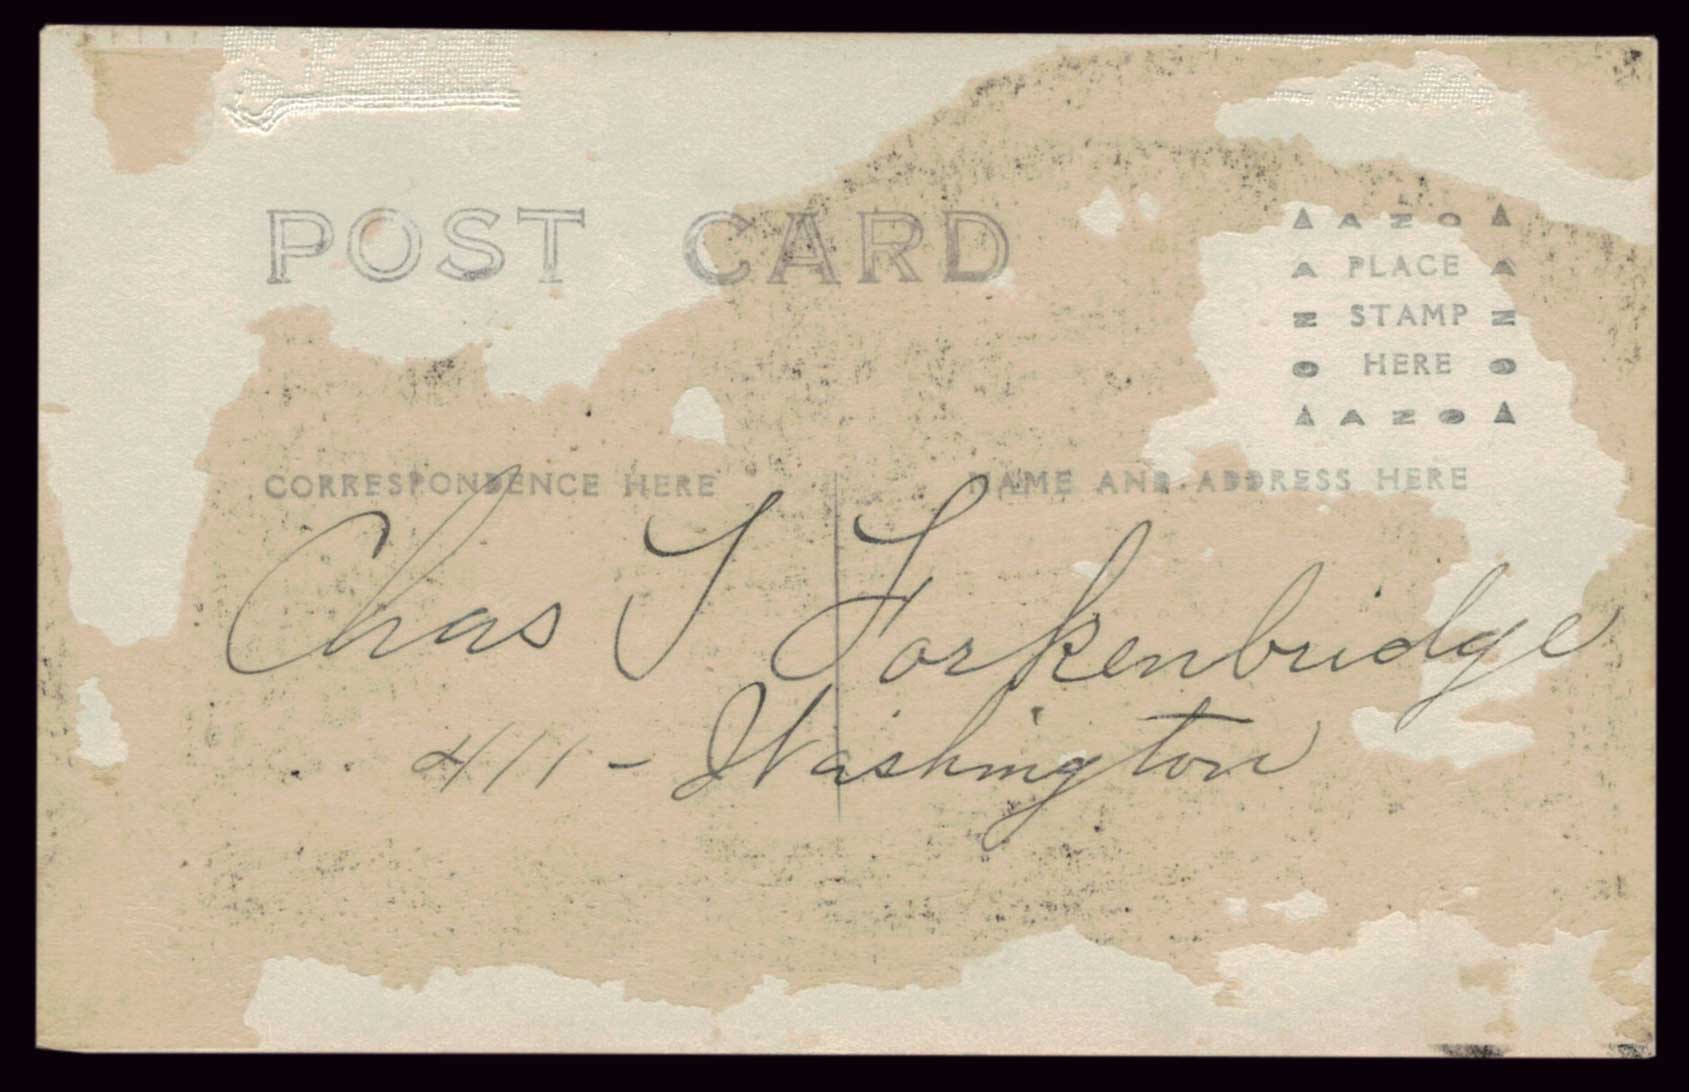 POST CARD
▲ AZO ▲
A PLACE A
N STAMP N
O HERE O
▲ AZO ▲
CORRESPONDENCE HERE
NAME AND ADDRESS HERE
Chas T Forkenbridge
411 - Washington